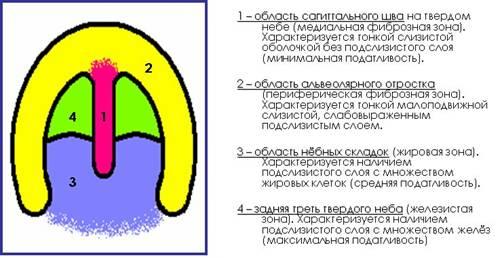 2
4
1
3
1 – область сагиттального шва на твердом
небе (медиальная фиброзная зона).
Характеризуется тонкой слизистой
оболочкой без подслизистого слоя
(минимальная податливость).
2 – область альвеолярного отростка
(периферическая фиброзная зона).
Характеризуется тонкой малоподвижной
слизистой, слабовыраженным
подслизистым слоем.
3 – область нёбных складок (жировая зона).
Характеризуется наличием
подслизистого слоя с множеством
жировых клеток (средняя податливость).
4 – задняя треть твердого неба (железистая
зона). Характеризуется наличием
подслизистого слоя с множеством желёз
(максимальная податливость)